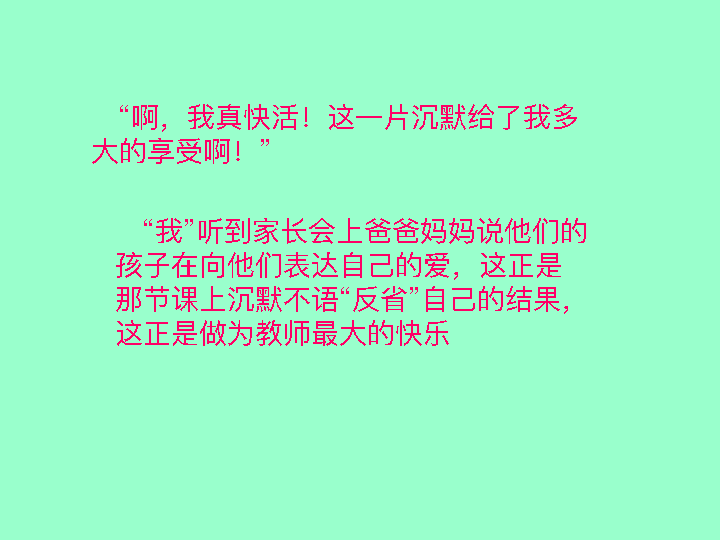 “啊，我真快活！这一片沉默给了我多
大的享受啊！”
“我”听到家长会上爸爸妈妈说他们的
孩子在向他们表达自己的爱，这正是
那节课上沉默不语“反省”自己的结果，
这正是做为教师最大的快乐